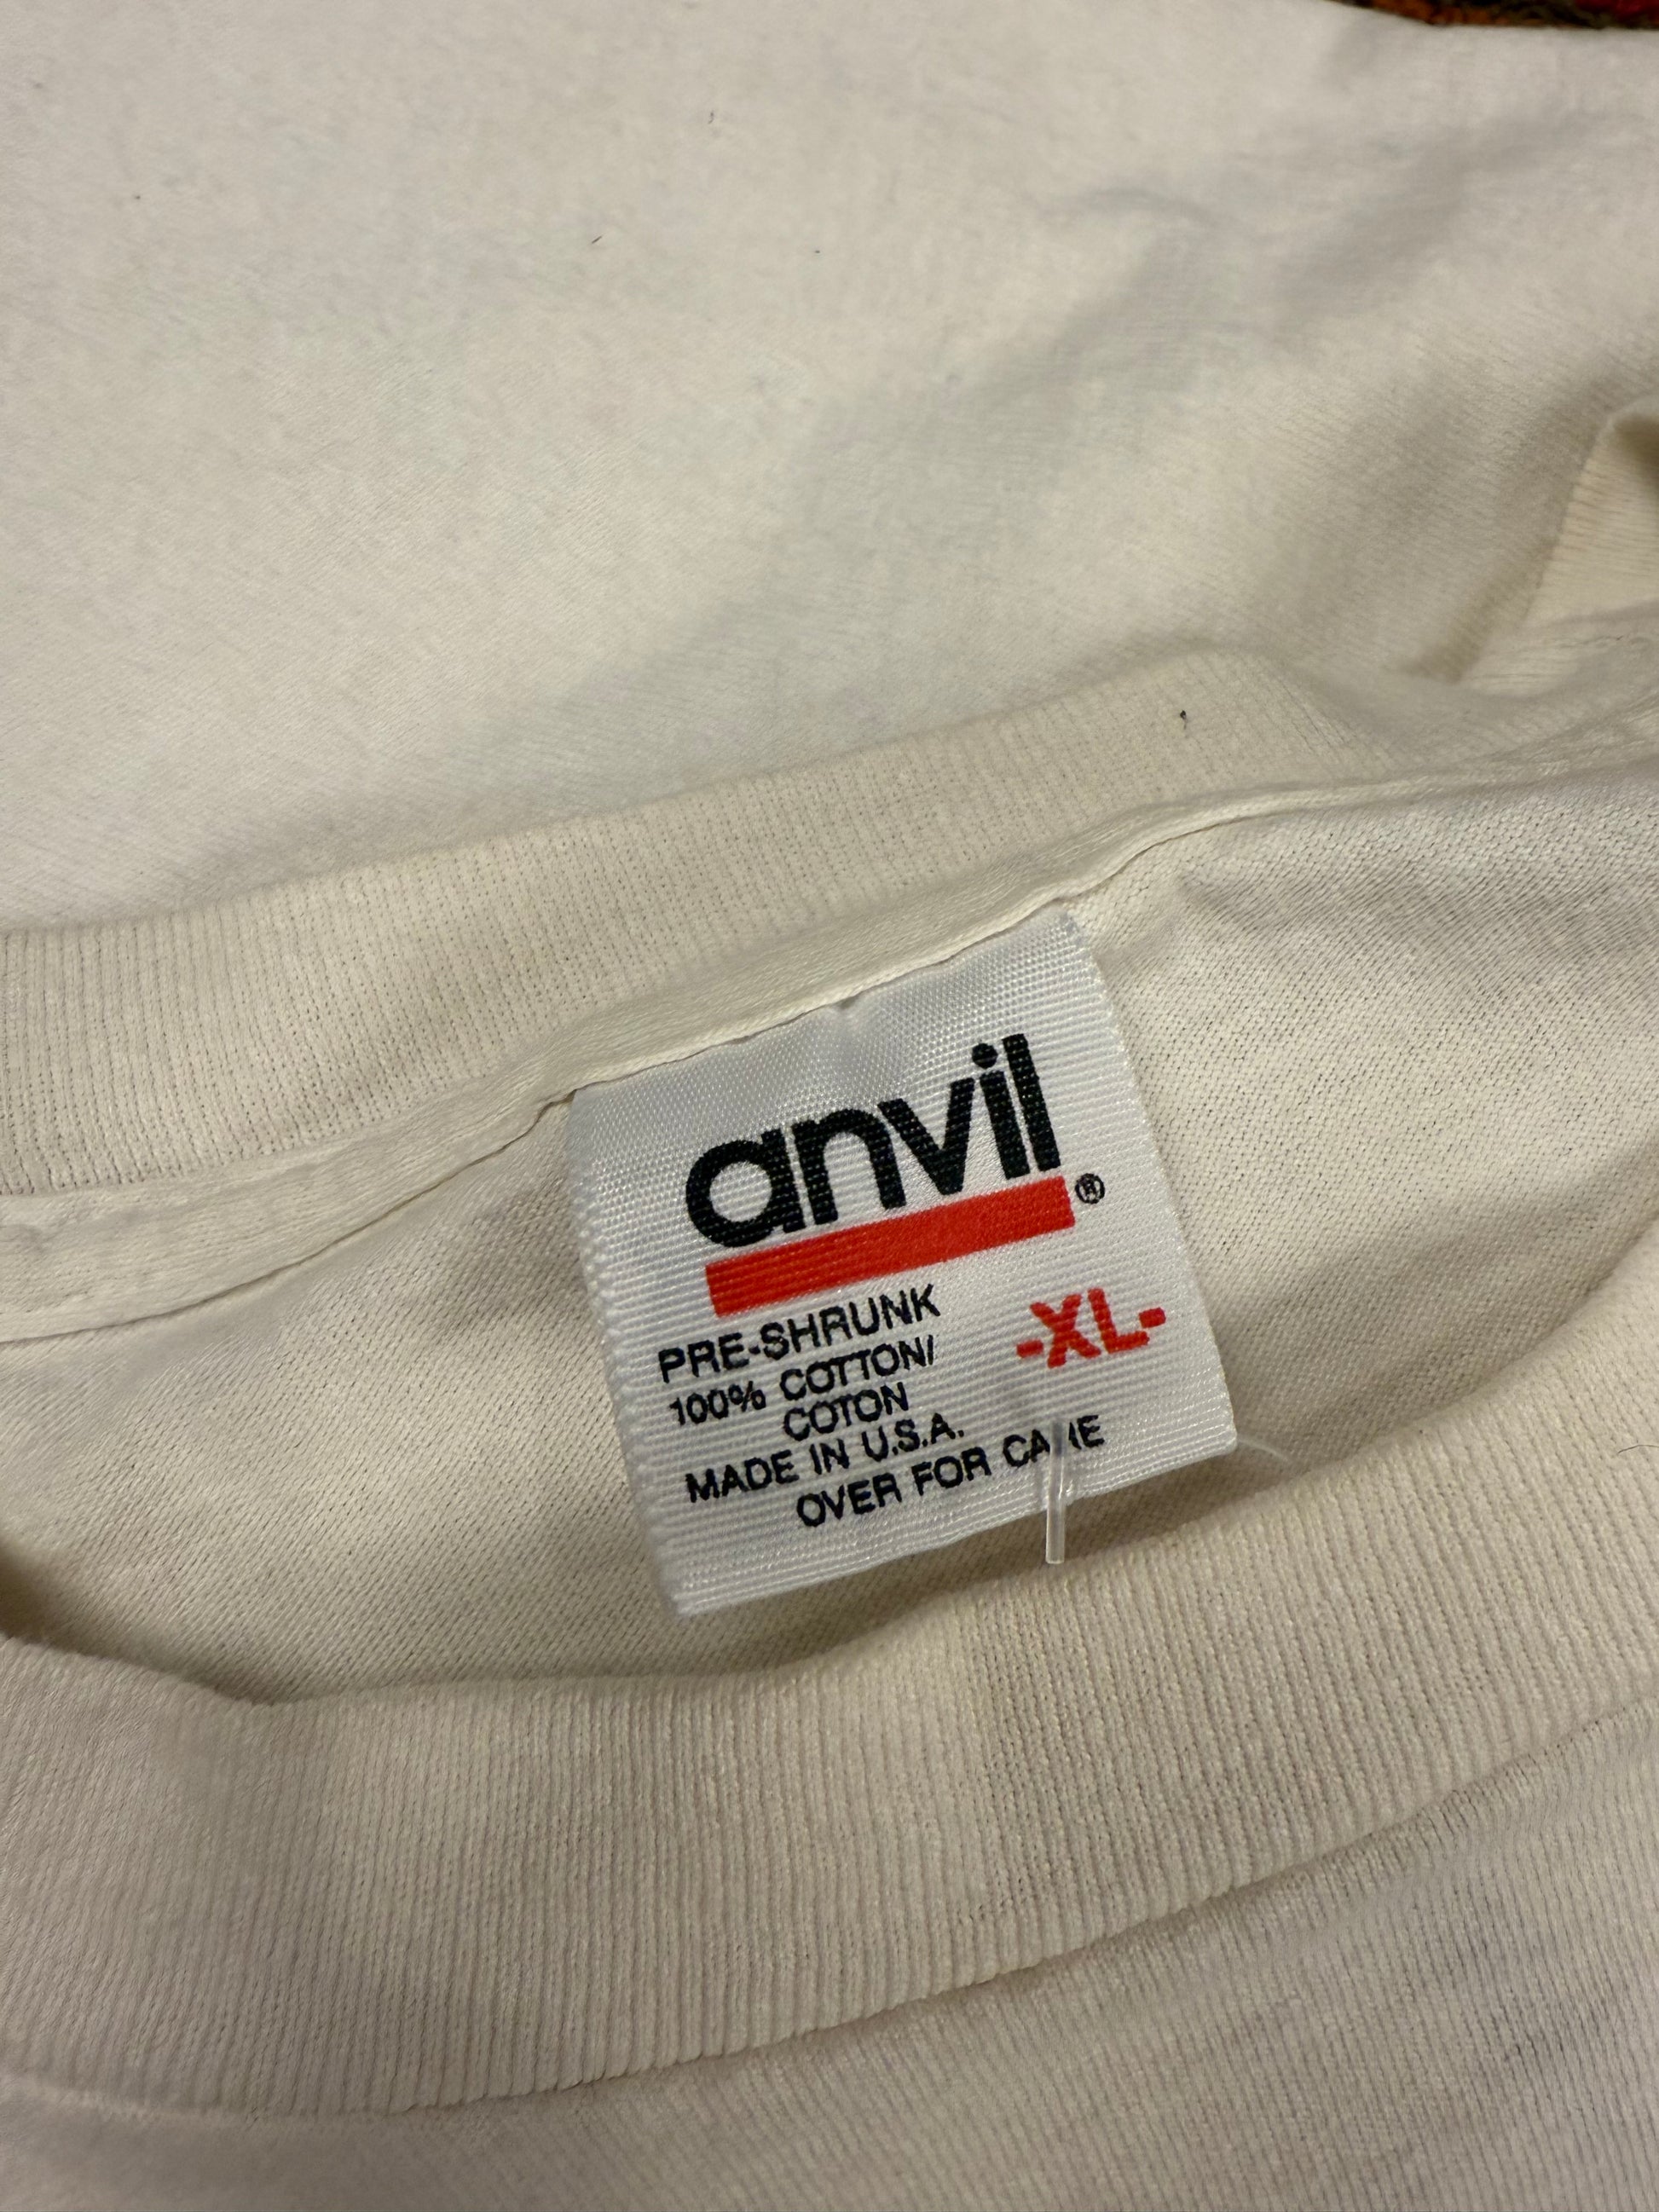 anvil®
PRE-SHRUNK
100% COTTON/
COTON
-XL-
MADE IN U.S.A.
OVER FOR CARE